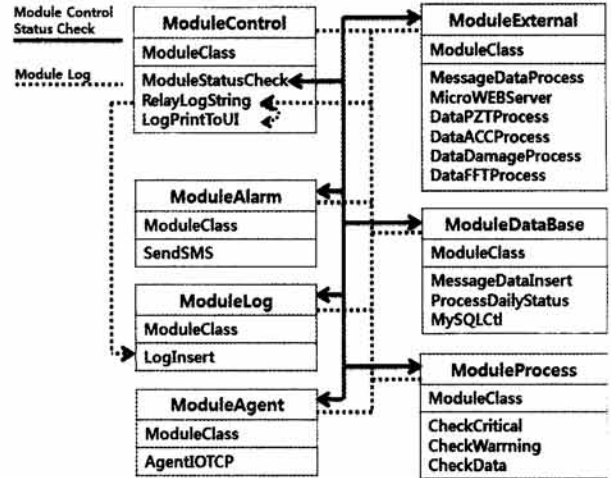 Module Control
Status Check
Module Log
ModuleControl
ModuleClass
ModuleStatusCheck
RelayLogString
LogPrintToUI
ModuleAlarm
ModuleClass
SendSMS
ModuleLog
ModuleClass
LogInsert
ModuleAgent
ModuleClass
AgentIOTCP
ModuleExternal
ModuleClass
MessageDataProcess
MicroWEBServer
DataPZTProcess
DataACCProcess
DataDamageProcess
DataFFTProcess
ModuleDataBase
ModuleClass
MessageDataInsert
ProcessDailyStatus
MySQLCtl
ModuleProcess
ModuleClass
CheckCritical
CheckWarrning
CheckData